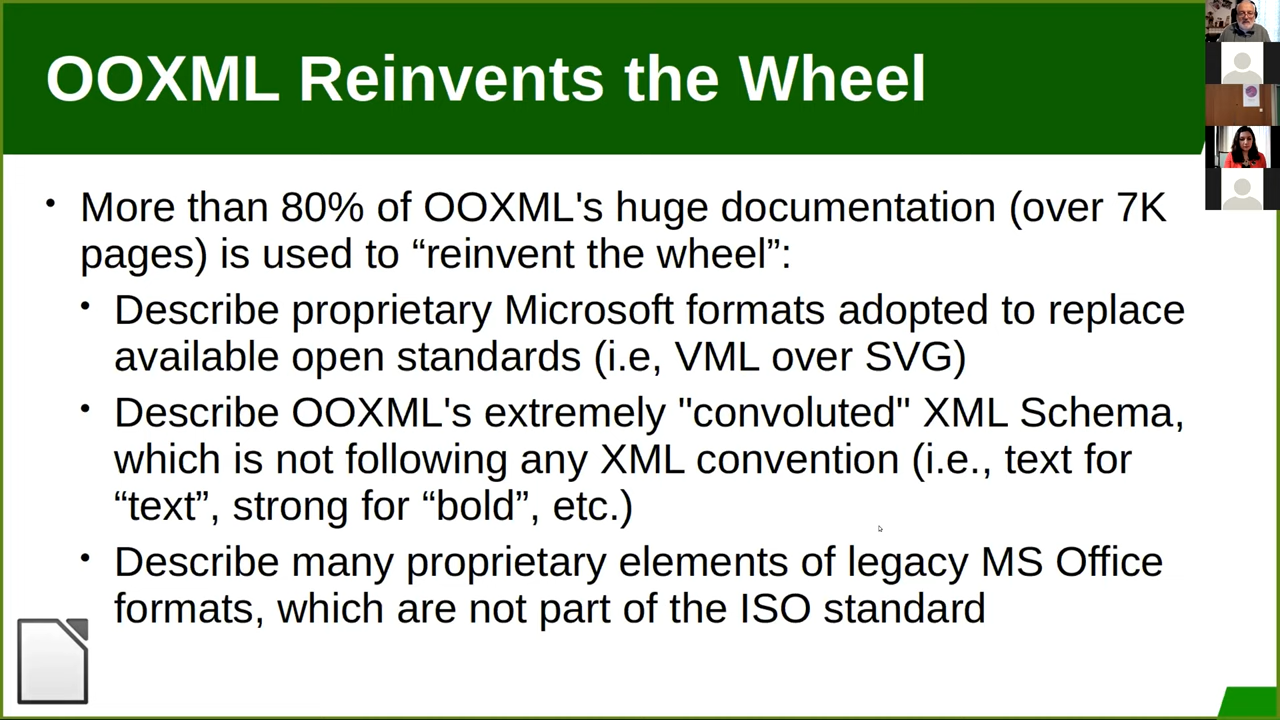 OOXML Reinvents the Wheel
• More than 80% of OOXML's huge documentation (over 7K
pages) is used to “reinvent the wheel”:
• Describe proprietary Microsoft formats adopted to replace
available open standards (i.e, VML over SVG)
• Describe OOXML's extremely "convoluted" XML Schema,
which is not following any XML convention (i.e., text for
“text”, strong for “bold”, etc.)
• Describe many proprietary elements of legacy MS Office
formats, which are not part of the ISO standard